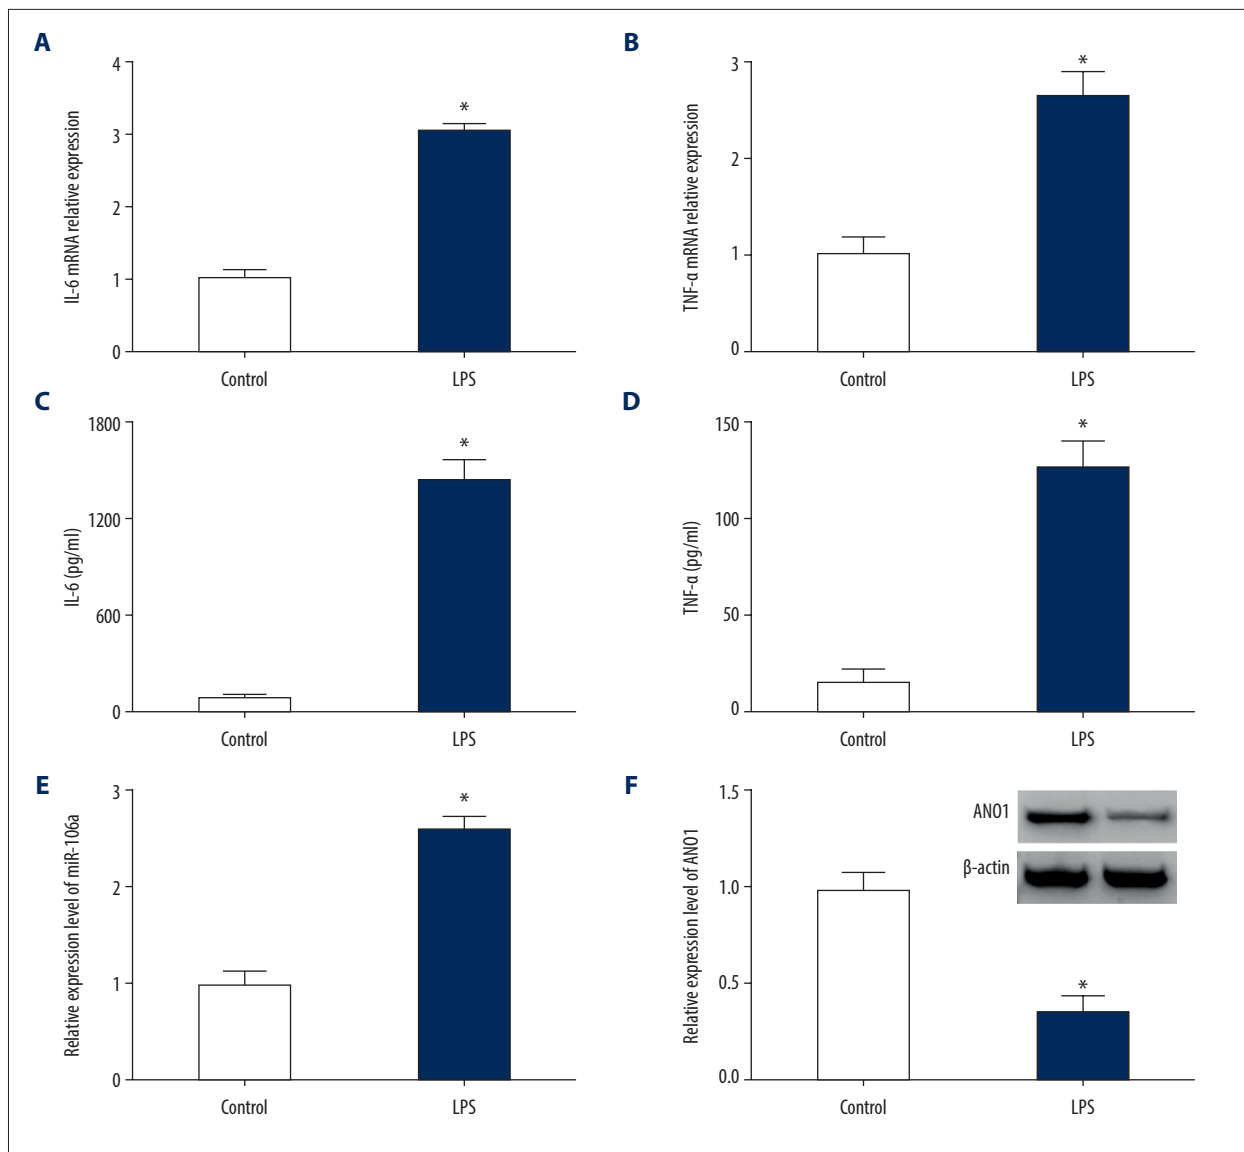 A
IL-6 mRNA relative expression
4
3
2
1
0
*
Control
LPS
B
TNF-α mRNA relative expression
3
2
1
0
*
Control
LPS
C
IL-6 (pg/ml)
1800
1200
600
0
*
Control
LPS
D
TNF-α (pg/ml)
150
100
50
0
*
Control
LPS
E
Relative expression level of miR-106a
3
2
1
0
*
Control
LPS
F
Relative expression level of ANO1
1.5
1.0
0.5
0.0
ANO1
β-actin
*
Control
LPS